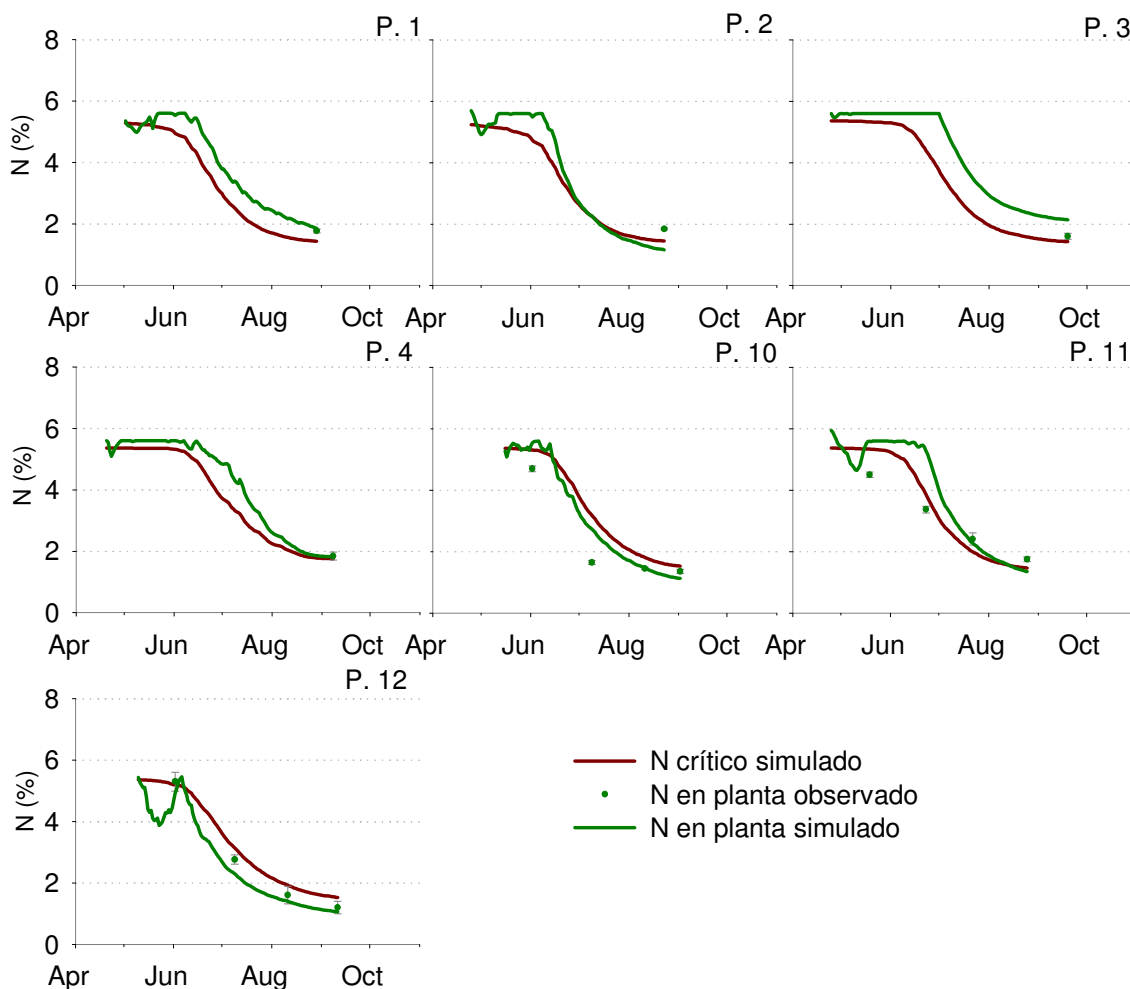 P. 1
P. 2
P. 3
N (%)
8
6
4
2
0
Apr Jun Aug Oct
Apr Jun Aug Oct
Apr Jun Aug Oct
P. 4
P. 10
P. 11
N (%)
8
6
4
2
0
Apr Jun Aug Oct
Apr Jun Aug Oct
Apr Jun Aug Oct
P. 12
N (%)
8
6
4
2
0
Apr Jun Aug Oct
N crítico simulado
N en planta observado
N en planta simulado